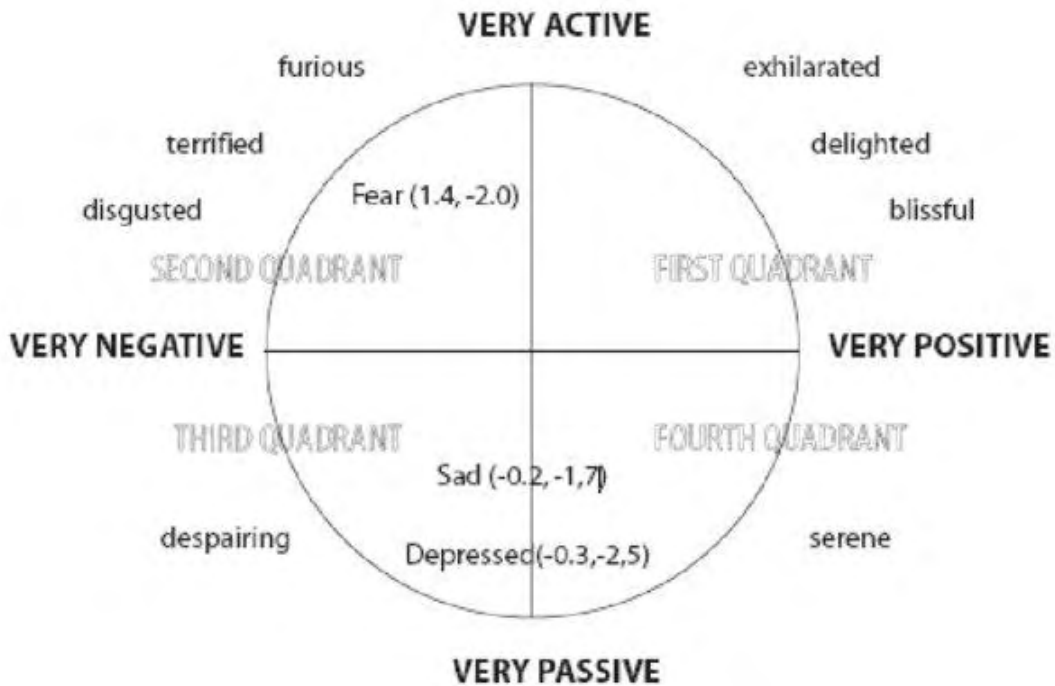 VERY ACTIVE
furious
exhilarated
terrified
delighted
Fear (1.4, -2.0)
disgusted
blissful
SECOND QUADRANT
FIRST QUADRANT
VERY NEGATIVE
VERY POSITIVE
THIRD QUADRANT
FOURTH QUADRANT
Sad (-0.2, -1,7)
despairing
serene
Depressed(-0.3,-2,5)
VERY PASSIVE